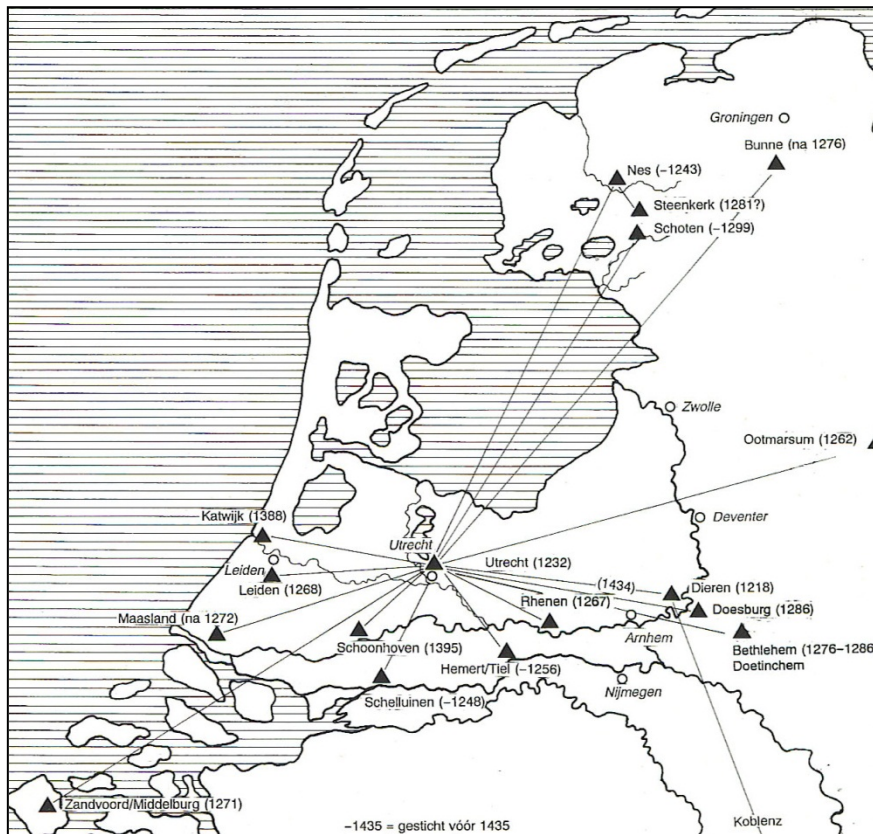 Groningen
Bunne (na 1276)
Nes (-1243)
Steenkerk (1281?)
Schoten (-1299)
Zwolle
Ootmarsum (1262)
Katwijk (1388)
Deventer
Utrecht
Utrecht (1232)
Leiden
Leiden (1268)
(1434)
Dieren (1218)
Rhenen (1267)
Doesburg (1286)
Maasland (na 1272)
Arnhem
Schoonhoven (1395)
Bethlehem (1276-1286
Doetinchem
Hemert/Tiel (-1256)
Nijmegen
Schelluinen (-1248)
Zandvoord/Middelburg (1271)
Koblenz
-1435 = gesticht vóór 1435